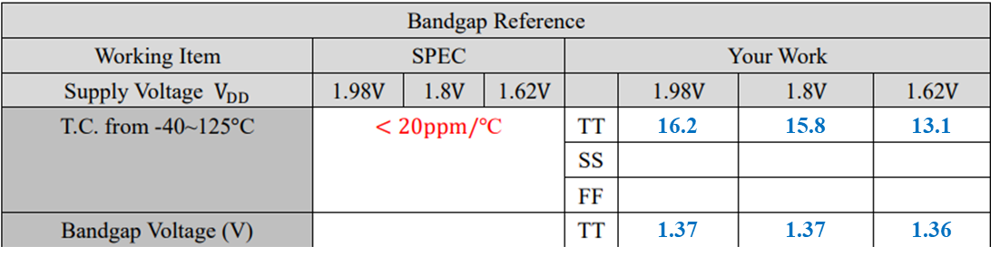 Bandgap Reference
Working Item SPEC Your Work
Supply Voltage V_DD 1.98V 1.8V 1.62V 1.98V 1.8V 1.62V
T.C. from -40~125°C < 20ppm/°C TT 16.2 15.8 13.1
SS
FF
Bandgap Voltage (V) TT 1.37 1.37 1.36